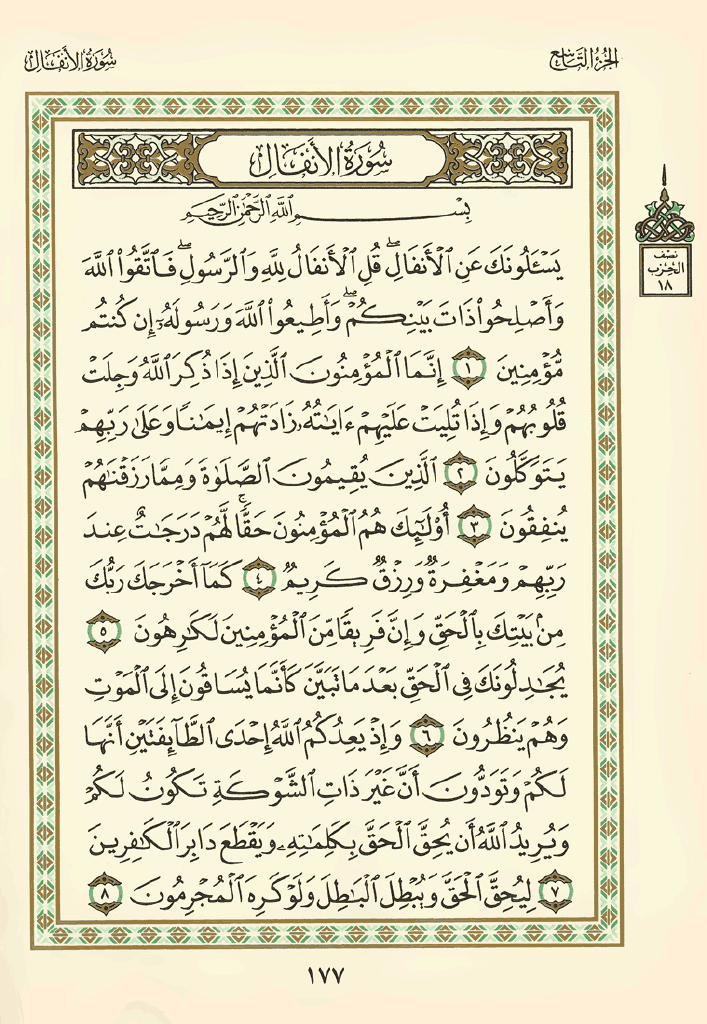 الجزء التاسع
سورة الأنفال
سُورَةُ الأَنفَالِ
بِسْمِ اللَّهِ الرَّحْمَٰنِ الرَّحِيمِ
نصف
الحزب
١٨
يَسْـَٔلُونَكَ عَنِ ٱلْأَنفَالِۖ قُلِ ٱلْأَنفَالُ لِلَّهِ وَٱلرَّسُولِۖ فَٱتَّقُوا۟ ٱللَّهَ
وَأَصْلِحُوا۟ ذَاتَ بَيْنِكُمْۖ وَأَطِيعُوا۟ ٱللَّهَ وَرَسُولَهُۥٓ إِن كُنتُم
مُّؤْمِنِينَ ١ إِنَّمَا ٱلْمُؤْمِنُونَ ٱلَّذِينَ إِذَا ذُكِرَ ٱللَّهُ وَجِلَتْ
قُلُوبُهُمْ وَإِذَا تُلِيَتْ عَلَيْهِمْ ءَايَٰتُهُۥ زَادَتْهُمْ إِيمَٰنًا وَعَلَىٰ رَبِّهِمْ
يَتَوَكَّلُونَ ٢ ٱلَّذِينَ يُقِيمُونَ ٱلصَّلَوٰةَ وَمِمَّا رَزَقْنَٰهُمْ
يُنفِقُونَ ٣ أُو۟لَٰٓئِكَ هُمُ ٱلْمُؤْمِنُونَ حَقًّاۚ لَّهُمْ دَرَجَٰتٌ عِندَ
رَبِّهِمْ وَمَغْفِرَةٌ وَرِزْقٌ كَرِيمٌ ٤ كَمَآ أَخْرَجَكَ رَبُّكَ
مِنۢ بَيْتِكَ بِٱلْحَقِّ وَإِنَّ فَرِيقًا مِّنَ ٱلْمُؤْمِنِينَ لَكَٰرِهُونَ ٥
يُجَٰدِلُونَكَ فِى ٱلْحَقِّ بَعْدَ مَا تَبَيَّنَ كَأَنَّمَا يُسَاقُونَ إِلَى ٱلْمَوْتِ
وَهُمْ يَنظُرُونَ ٦ وَإِذْ يَعِدُكُمُ ٱللَّهُ إِحْدَى ٱلطَّآئِفَتَيْنِ أَنَّهَا
لَكُمْ وَتَوَدُّونَ أَنَّ غَيْرَ ذَاتِ ٱلشَّوْكَةِ تَكُونُ لَكُمْ
وَيُرِيدُ ٱللَّهُ أَن يُحِقَّ ٱلْحَقَّ بِكَلِمَٰتِهِۦ وَيَقْطَعَ دَابِرَ ٱلْكَٰفِرِينَ
٧ لِيُحِقَّ ٱلْحَقَّ وَيُبْطِلَ ٱلْبَٰطِلَ وَلَوْ كَرِهَ ٱلْمُجْرِمُونَ ٨
١٧٧